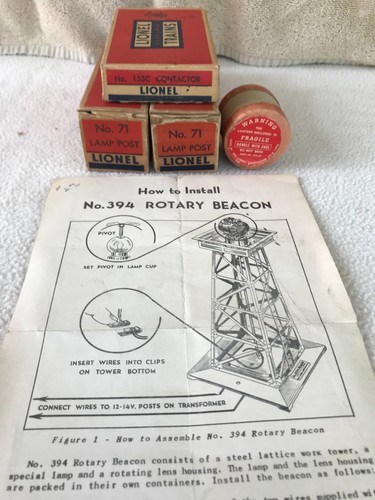 LIONEL
TRAINS
No. 153C CONTACTOR
LIONEL
No. 71
LAMP POST
LIONEL
No. 71
LAMP POST
LIONEL
WARNING
FRAGILE
HANDLE WITH CARE
How to Install
No.394 ROTARY BEACON
PIVOT
SET PIVOT IN LAMP CUP
INSERT WIRES INTO CLIPS
ON TOWER BOTTOM
CONNECT WIRES TO 12-14V. POSTS ON TRANSFORMER
Figure 1 - How to Assemble No. 394 Rotary Beacon
No. 394 Rotary Beacon consists of a steel lattice work tower, a
special lamp and a rotating lens housing. The lamp and the lens housing
are packed in their own containers. Install the beacon as follows:
wires supplied with